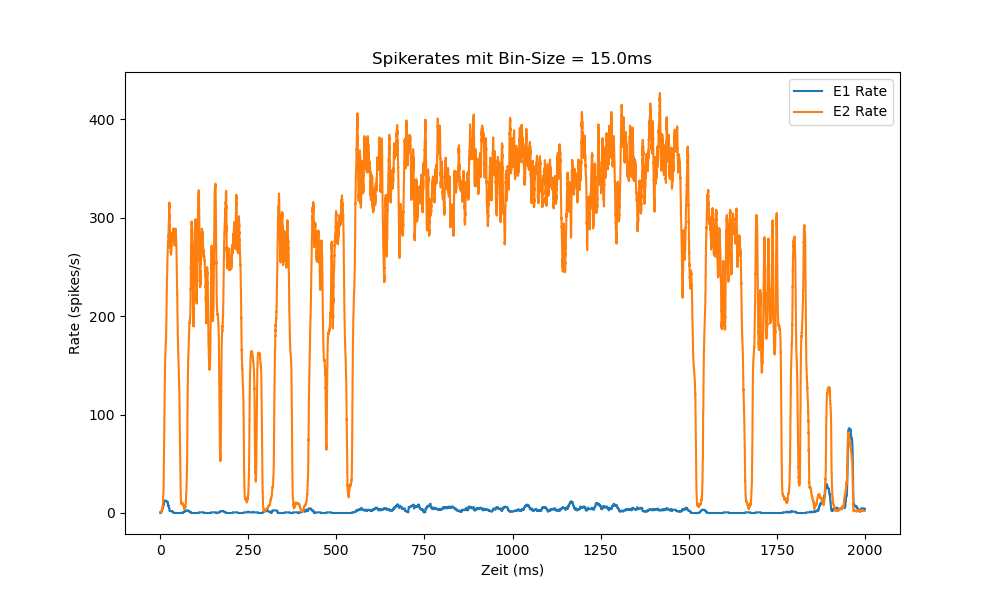 Spikerates mit Bin-Size = 15.0ms
E1 Rate
E2 Rate
400
300
200
100
0
Rate (spikes/s)
0 250 500 750 1000 1250 1500 1750 2000
Zeit (ms)